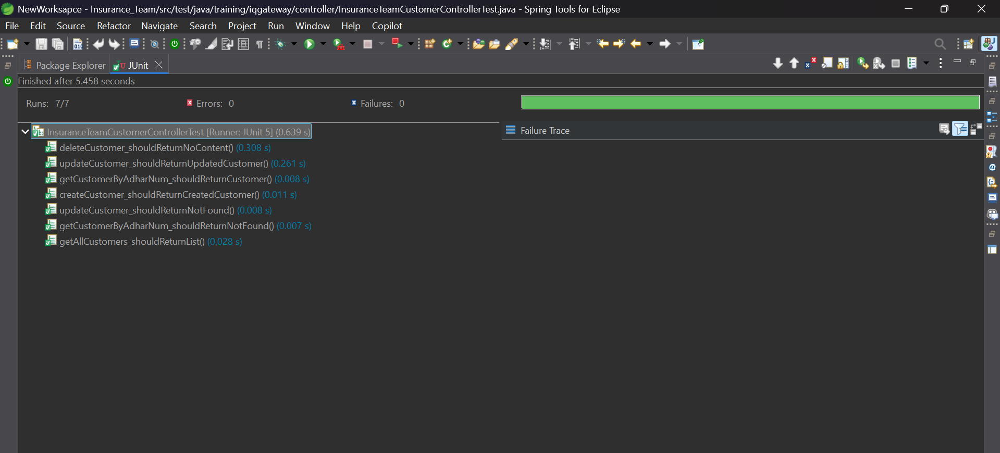 NewWorksapce - Insurance_Team/src/test/java/training/iqgateway/controller/InsuranceTeamCustomerControllerTest.java - Spring Tools for Eclipse
File Edit Source Refactor Navigate Search Project Run Window Help Copilot
Package Explorer JUnit
Finished after 5.458 seconds
Runs: 7/7 Errors: 0 Failures: 0
InsuranceTeamCustomerControllerTest [Runner: JUnit 5] (0.639 s)
Failure Trace
deleteCustomer_shouldReturnNoContent() (0.308 s)
updateCustomer_shouldReturnUpdatedCustomer() (0.261 s)
getCustomerByAdharNum_shouldReturnCustomer() (0.008 s)
createCustomer_shouldReturnCreatedCustomer() (0.011 s)
updateCustomer_shouldReturnNotFound() (0.008 s)
getCustomerByAdharNum_shouldReturnNotFound() (0.007 s)
getAllCustomers_shouldReturnList() (0.028 s)